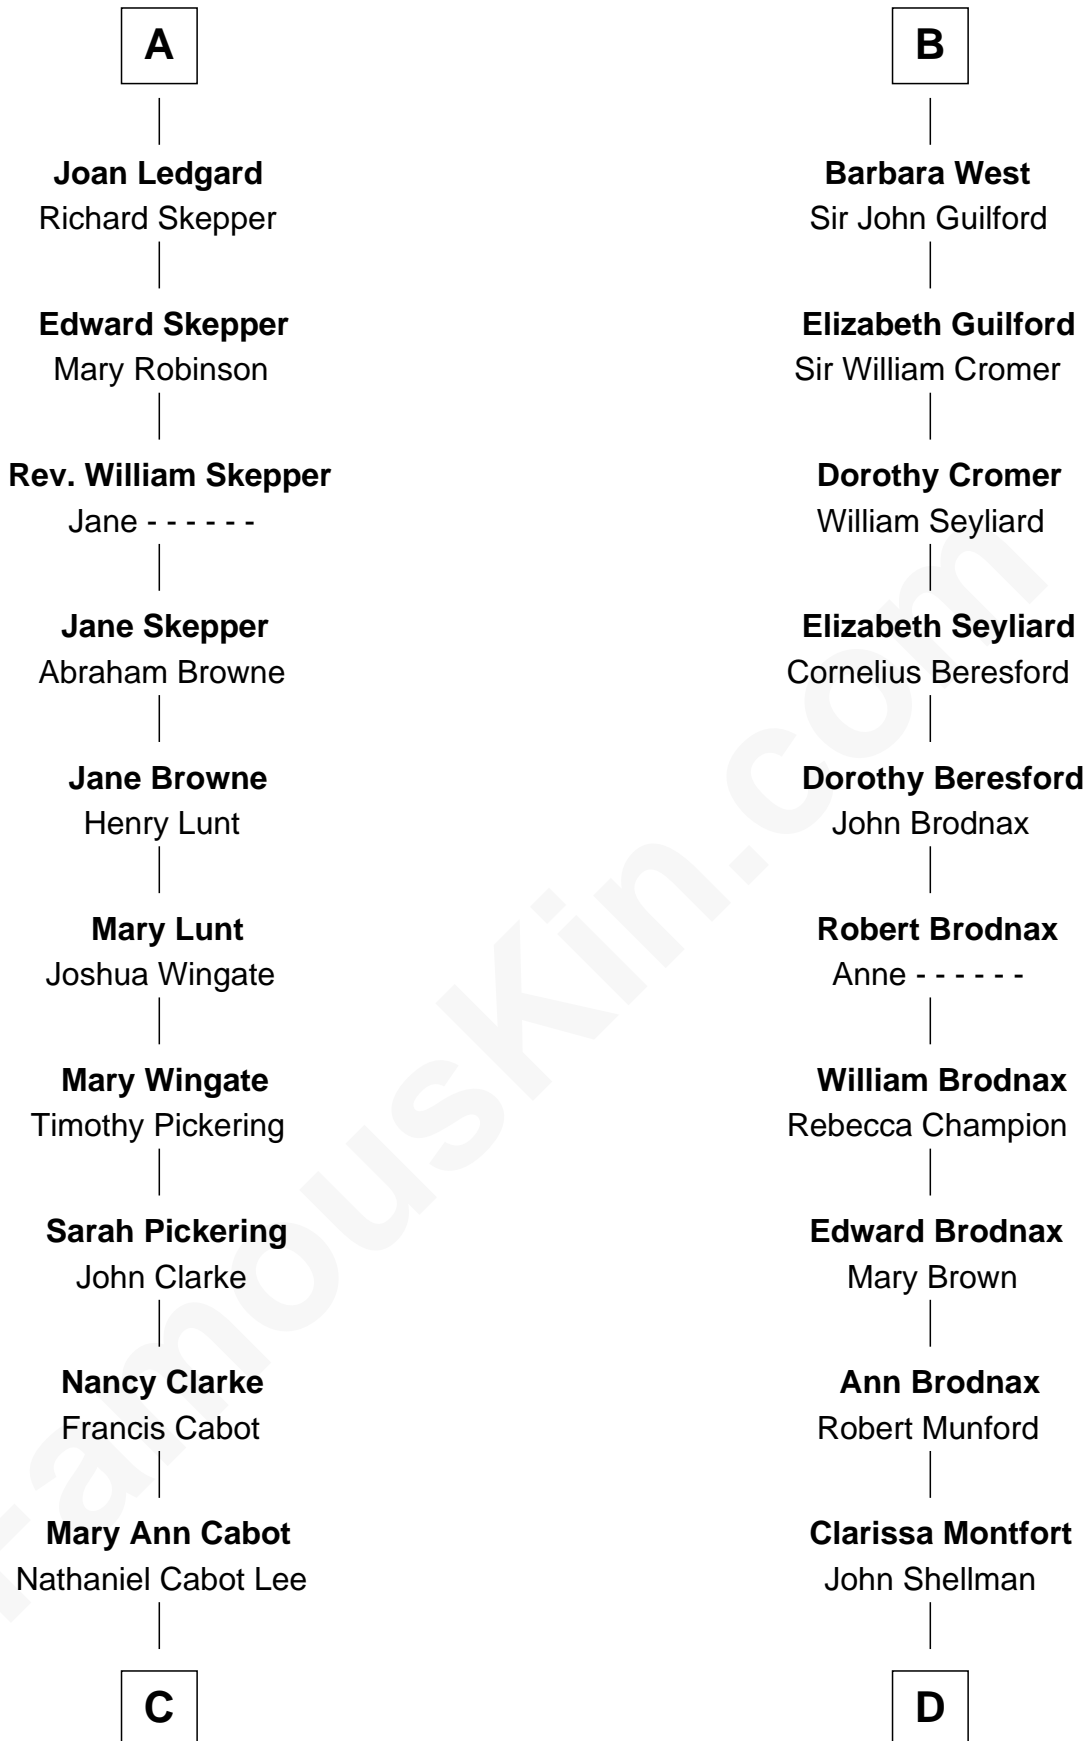 A
Joan Ledgard
Richard Skepper
Edward Skepper
Mary Robinson
Rev. William Skepper
Jane - - - - - -
Jane Skepper
Abraham Browne
Jane Browne
Henry Lunt
Mary Lunt
Joshua Wingate
Mary Wingate
Timothy Pickering
Sarah Pickering
John Clarke
Nancy Clarke
Francis Cabot
Mary Ann Cabot
Nathaniel Cabot Lee
C
B
Barbara West
Sir John Guilford
Elizabeth Guilford
Sir William Cromer
Dorothy Cromer
William Seyliard
Elizabeth Seyliard
Cornelius Beresford
Dorothy Beresford
John Brodnax
Robert Brodnax
Anne - - - - - -
William Brodnax
Rebecca Champion
Edward Brodnax
Mary Brown
Ann Brodnax
Robert Munford
Clarissa Montfort
John Shellman
D
FamousKin.com